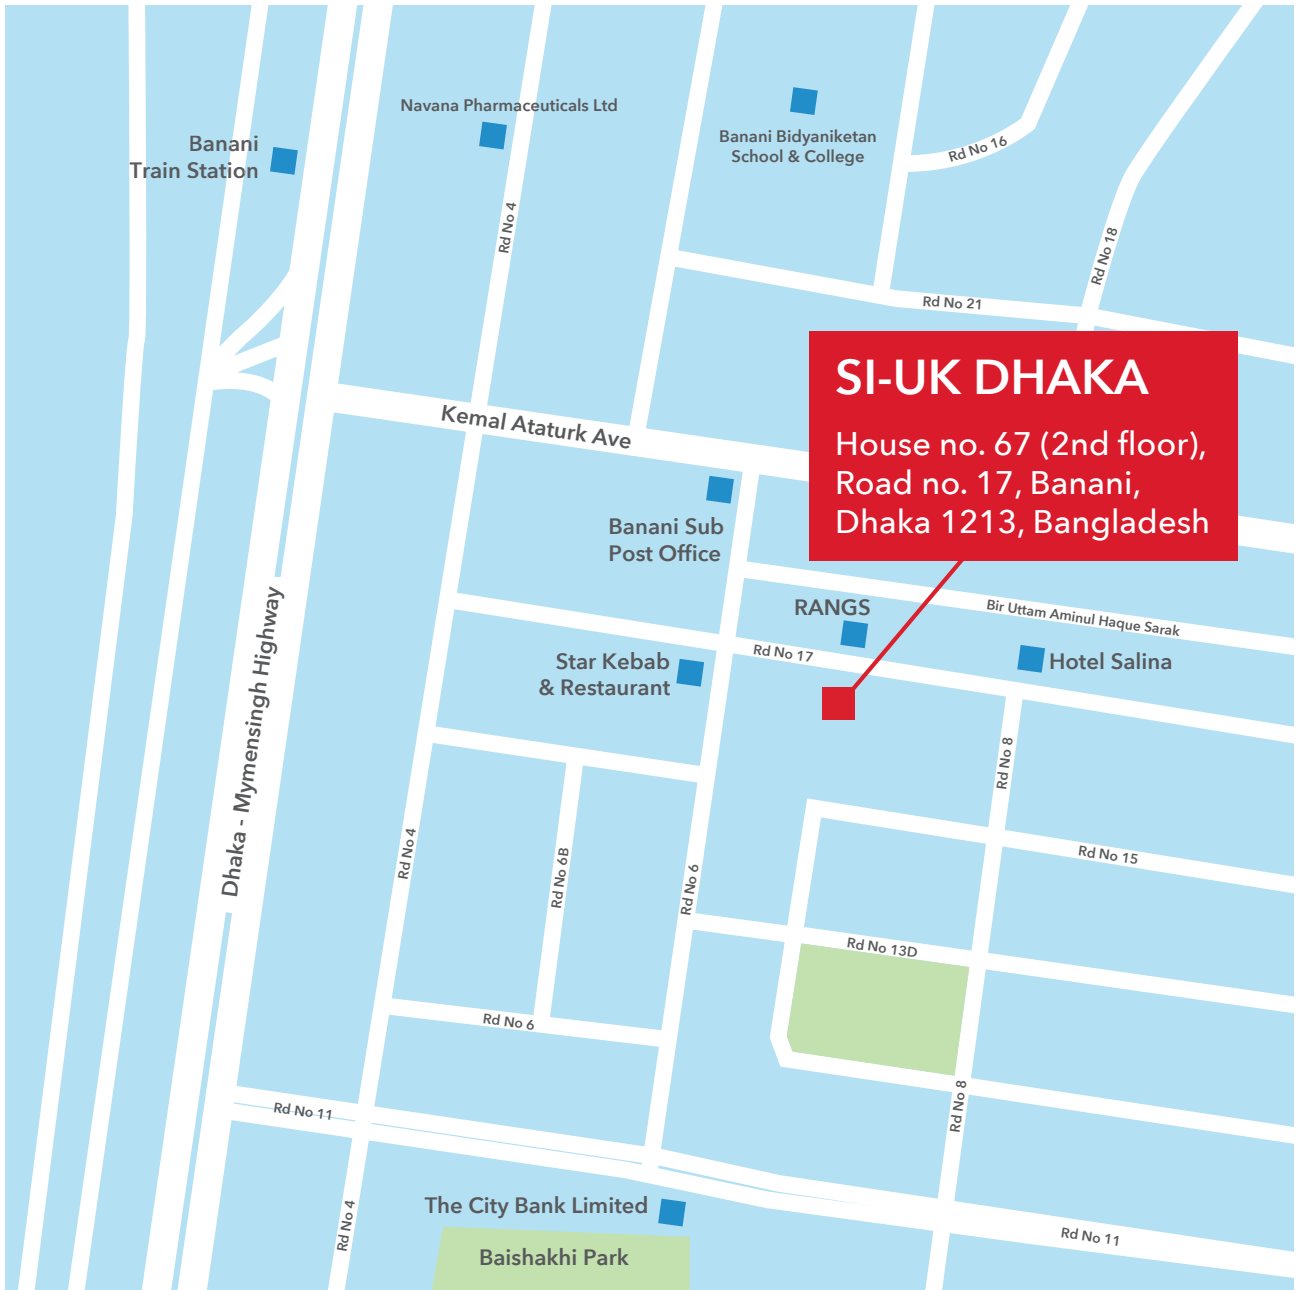 Navana Pharmaceuticals Ltd
Banani Bidyaniketan
School & College
Banani
Train Station
Rd No 16
Rd No 4
Rd No 18
Rd No 21
SI-UK DHAKA
House no. 67 (2nd floor),
Road no. 17, Banani,
Dhaka 1213, Bangladesh
Kemal Ataturk Ave
Banani Sub
Post Office
RANGS
Bir Uttam Aminul Haque Sarak
Rd No 17
Star Kebab
& Restaurant
Hotel Salina
Dhaka - Mymensingh Highway
Rd No 8
Rd No 4
Rd No 6B
Rd No 6
Rd No 15
Rd No 13D
Rd No 6
Rd No 8
Rd No 11
Rd No 4
The City Bank Limited
Rd No 11
Baishakhi Park